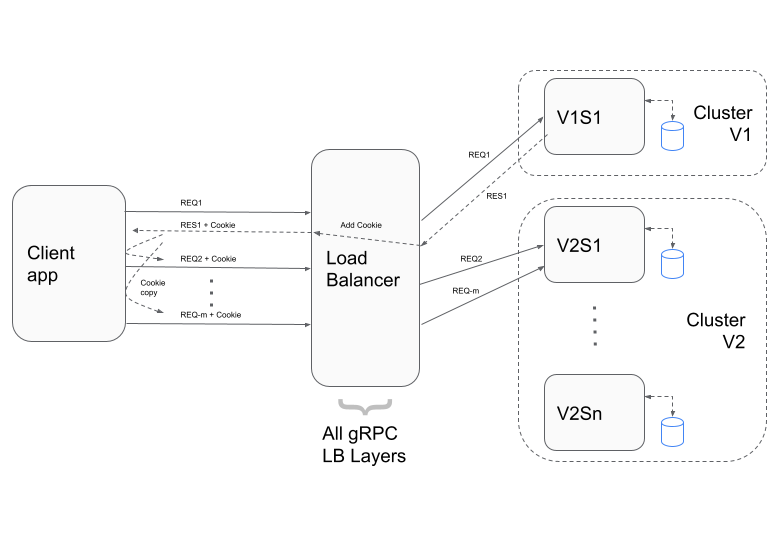 V1S1
Cluster
V1
REQ1
RES1
REQ1
RES1 + Cookie
Add Cookie
Client
app
REQ2 + Cookie
Cookie
copy
REQ-m + Cookie
Load
Balancer
REQ2
REQ-m
V2S1
Cluster
V2
V2Sn
All gRPC
LB Layers